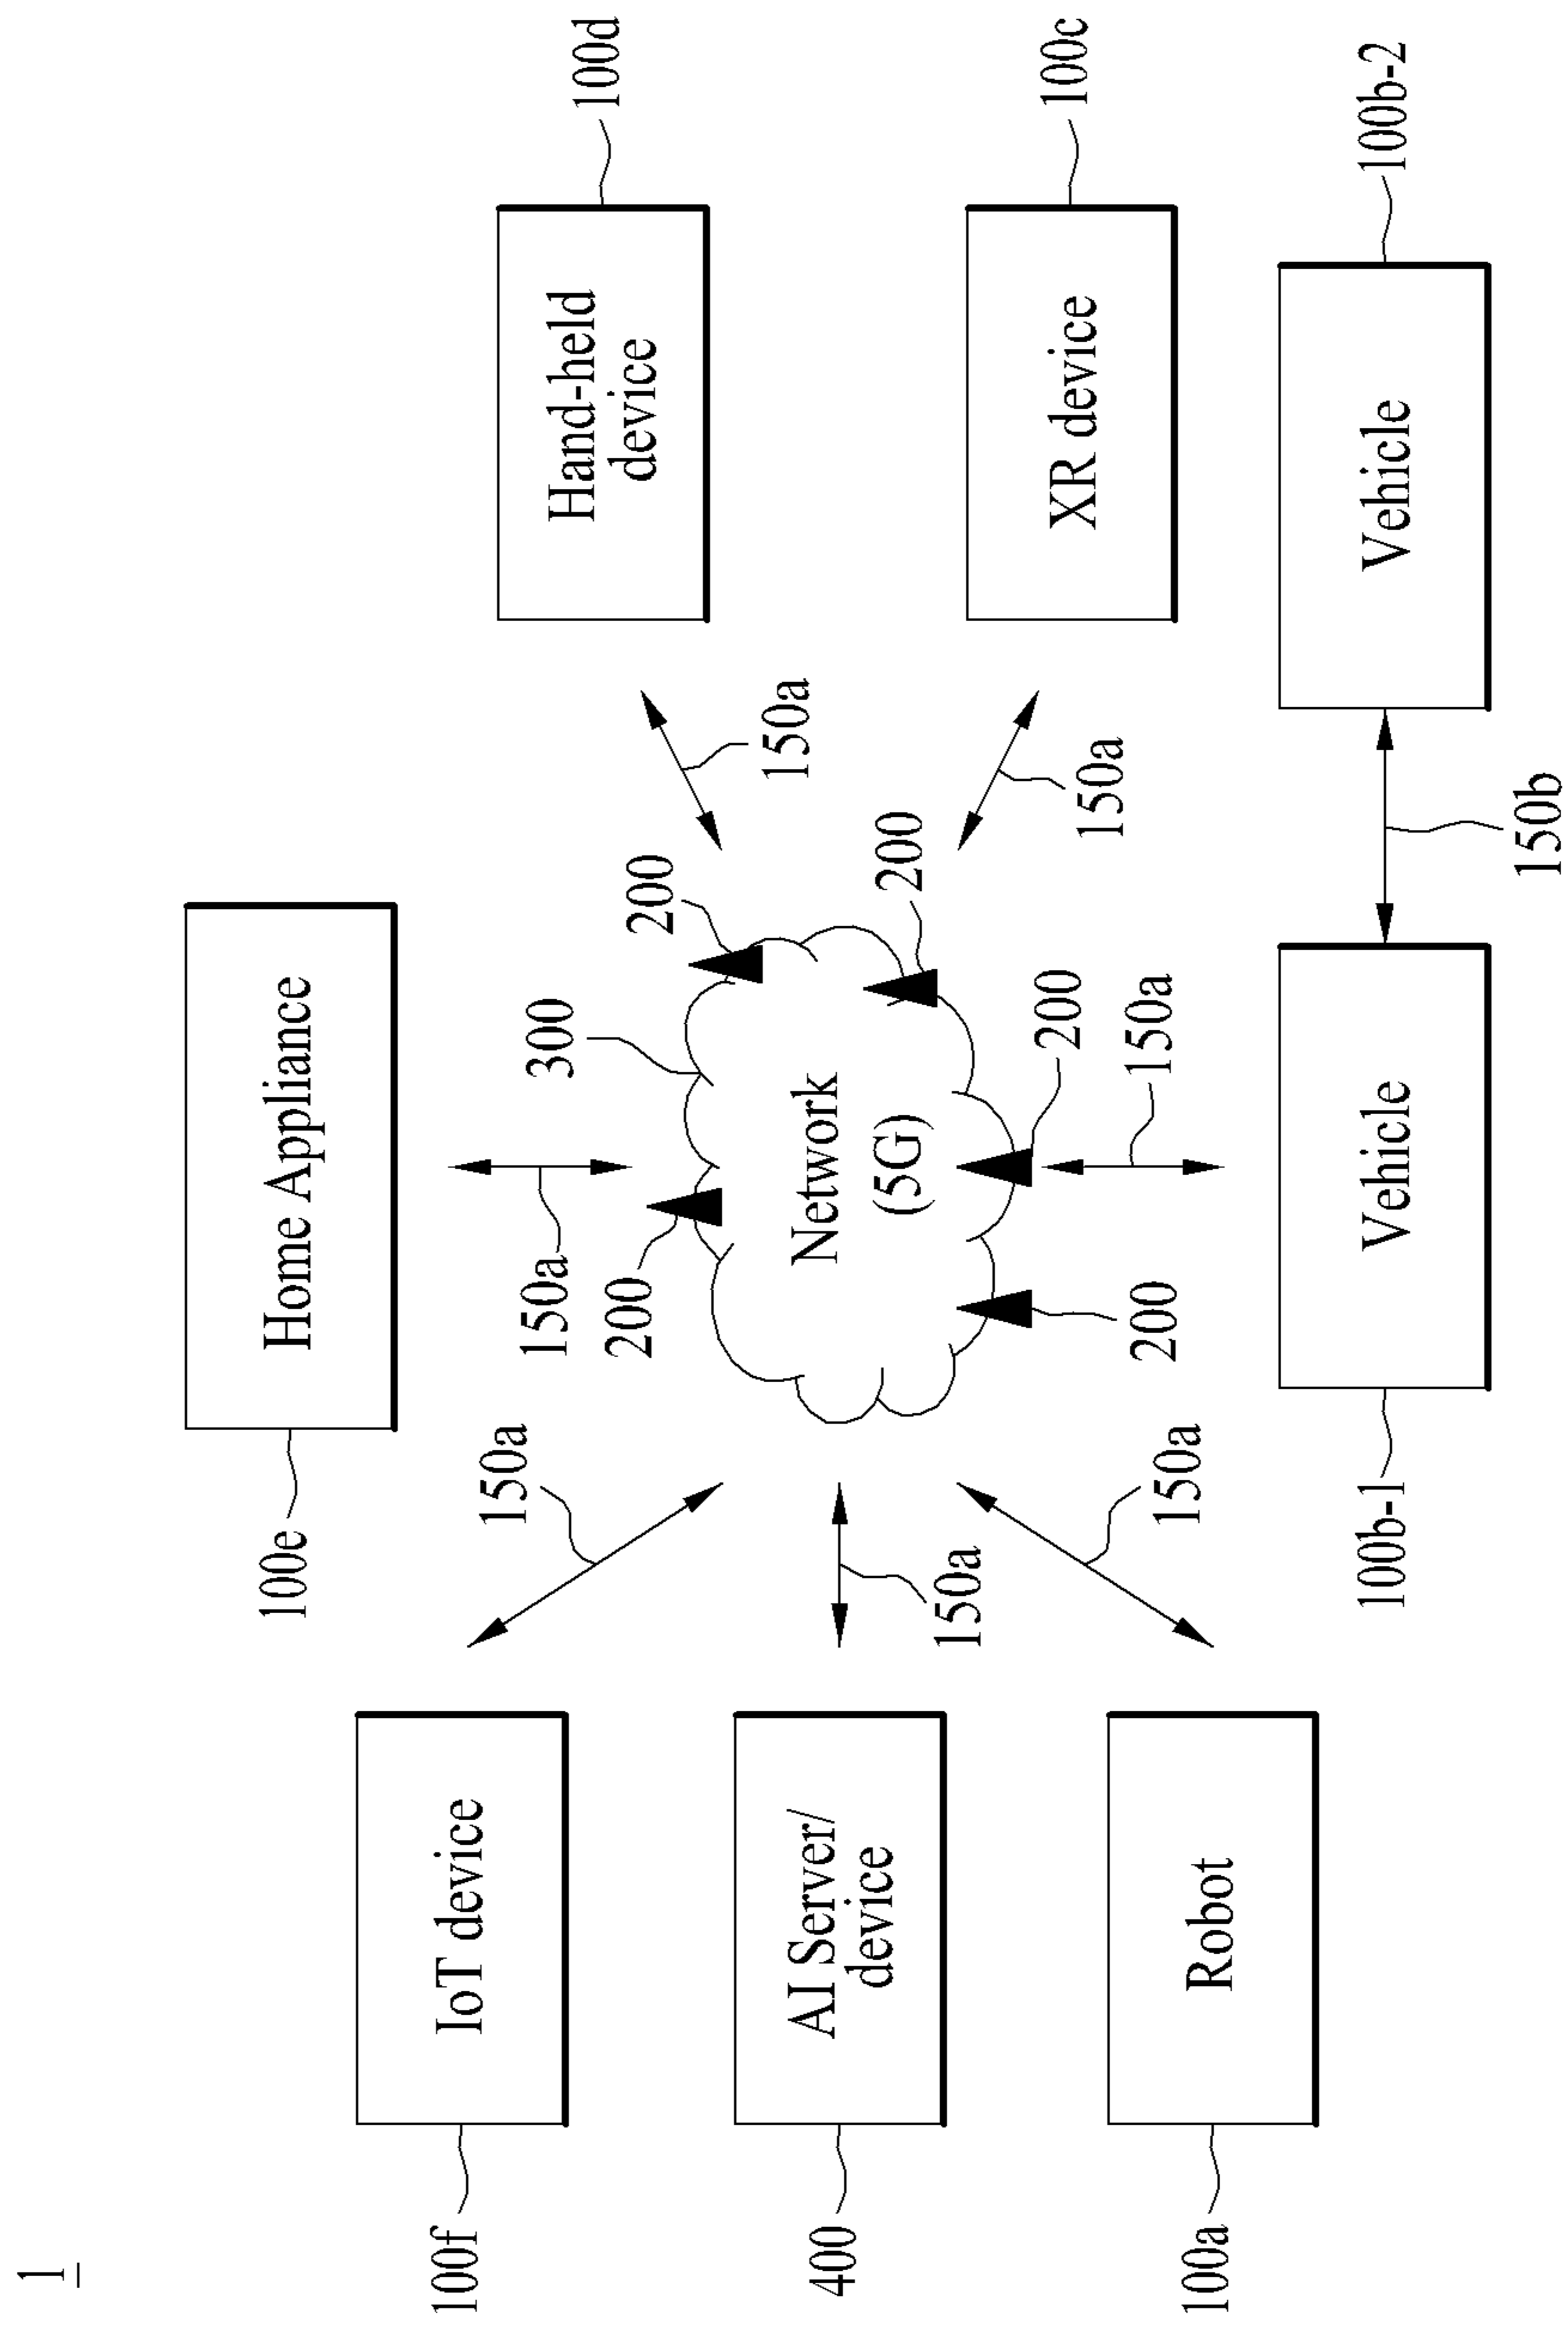 1
Home Appliance
100e
IoT device
100f
150a
150a
300
200
200
Hand-held
device
100d
150a
AI Server/
device
400
150a
Network
(5G)
200
200
200
XR device
100c
150a
Robot
100a
150a
150a
Vehicle
100b-1
150b
Vehicle
100b-2